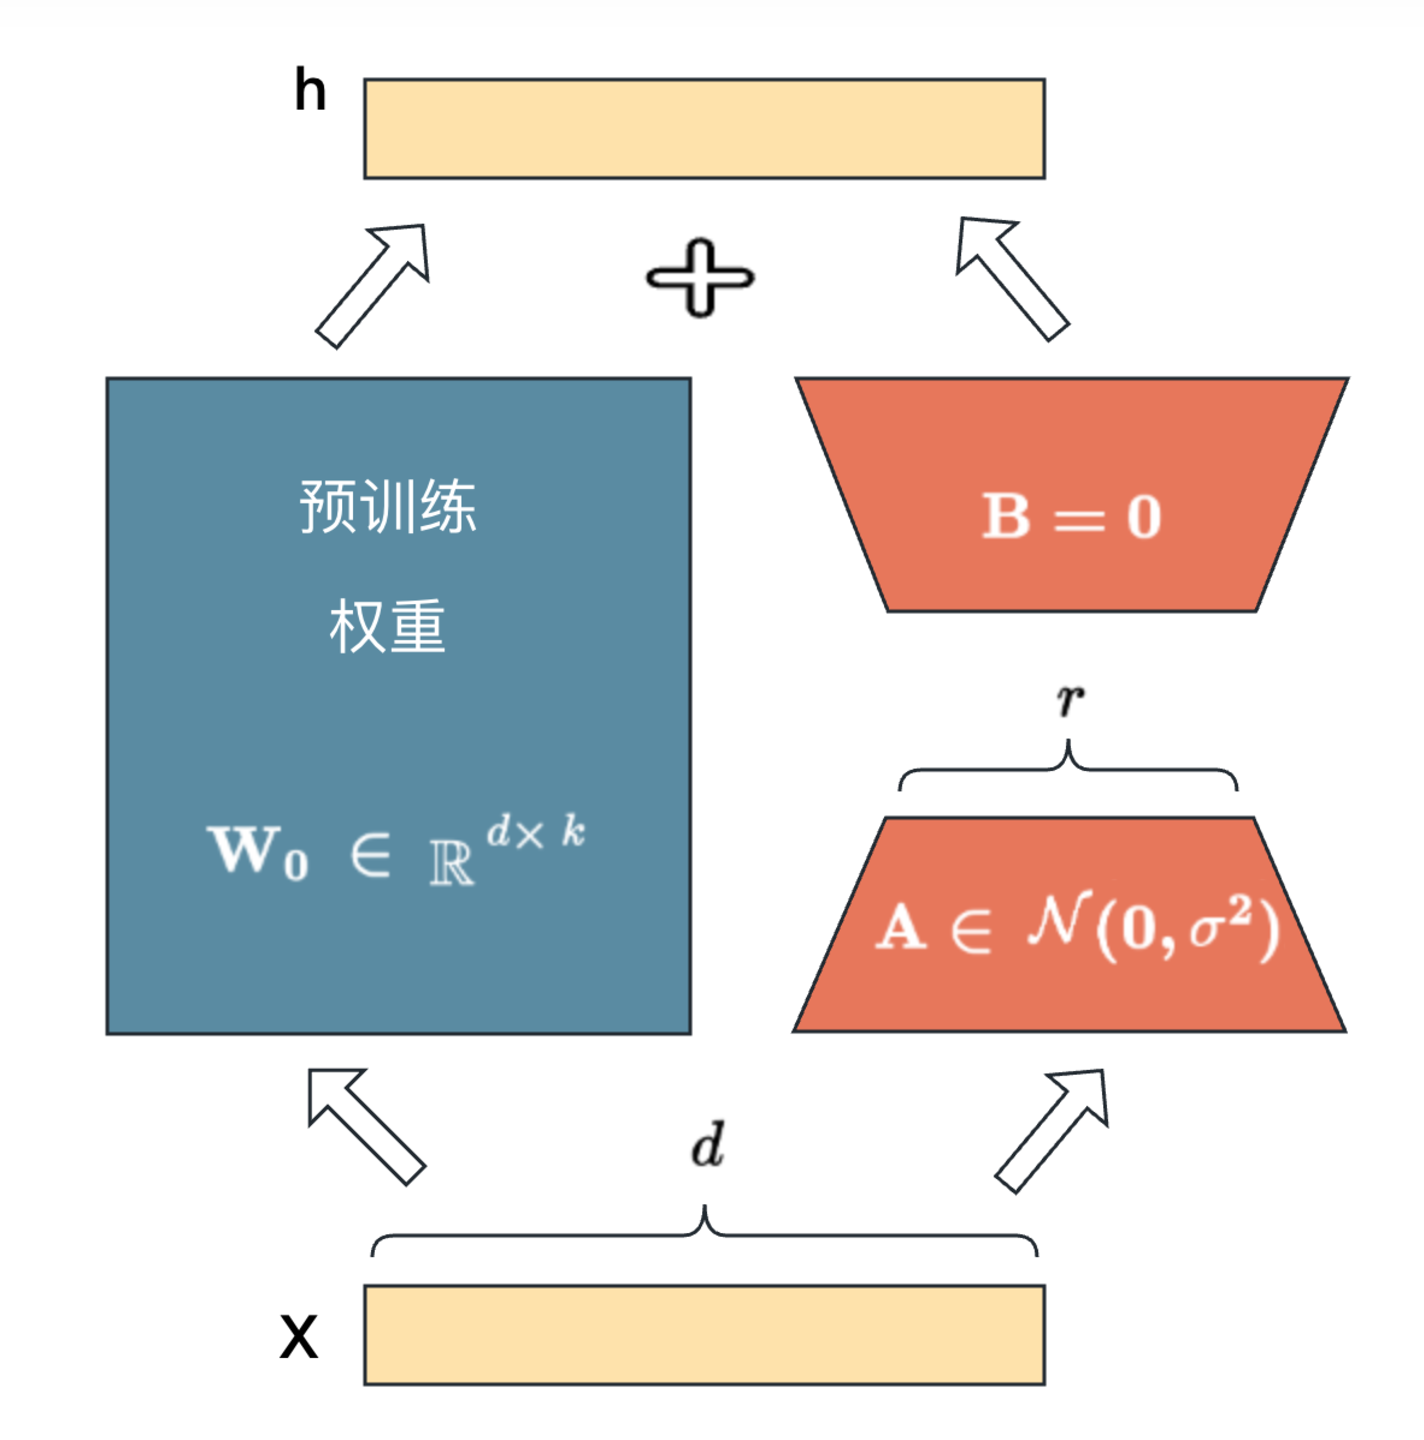 h
预训练
权重
W₀ ∈ ℝ^{d× k}
B = 0
r
A ∈ 𝒩(0, σ²)
d
X